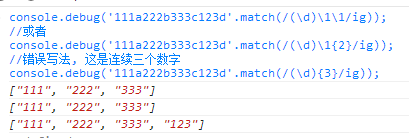 console.debug('111a222b333c123d'.match(/(\d)\1\1/ig));
//或者
console.debug('111a222b333c123d'.match(/(\d)\1{2}/ig));
//错误写法, 这是连续三个数字
console.debug('111a222b333c123d'.match(/(\d){3}/ig));
["111", "222", "333"]
["111", "222", "333"]
["111", "222", "333", "123"]